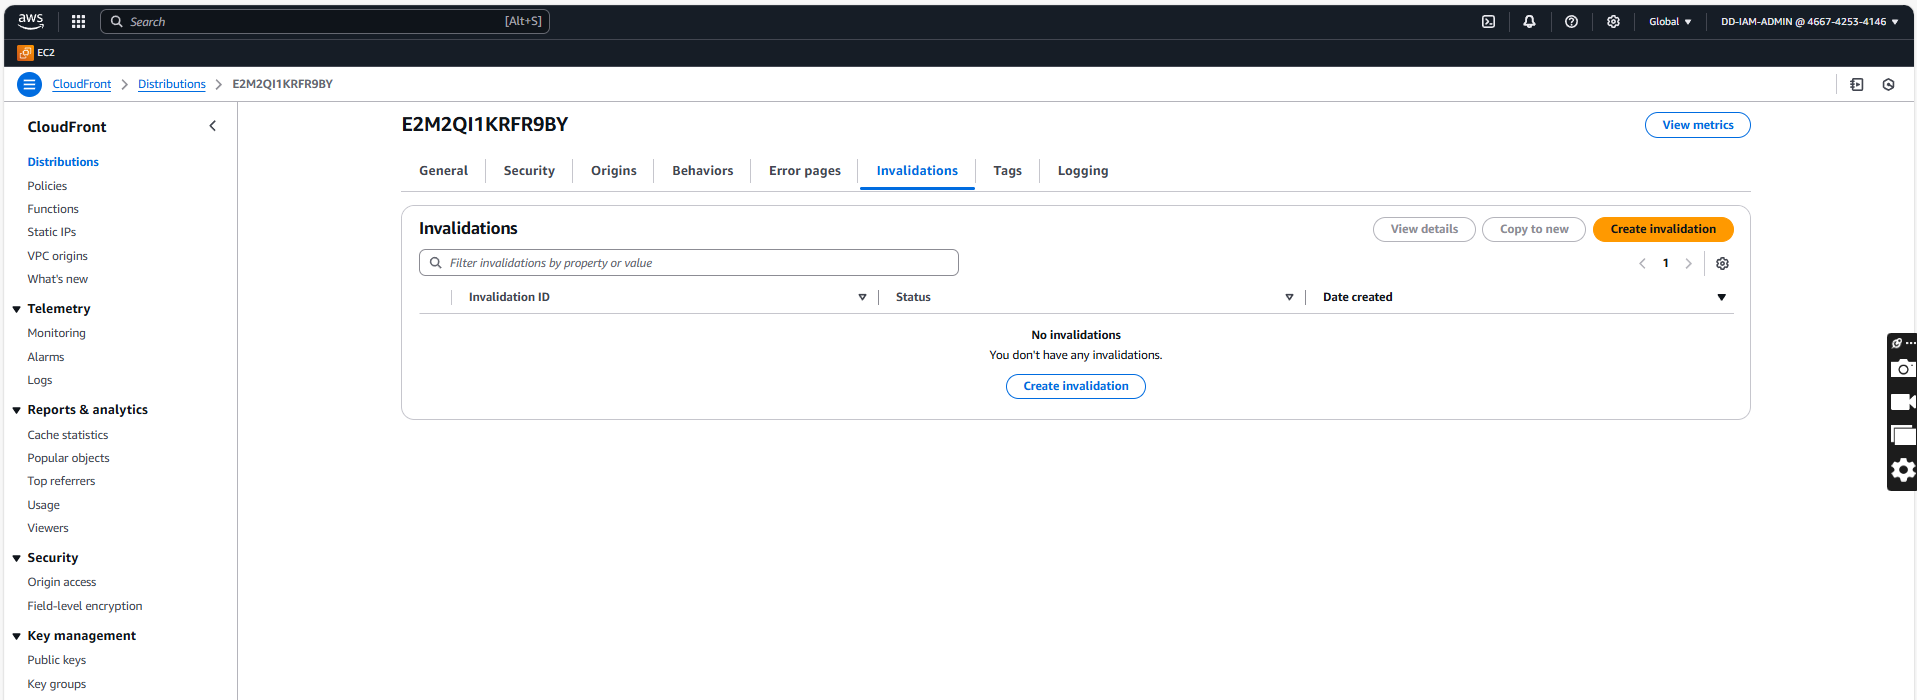 aws
Search [Alt+S] Global DD-IAM-ADMIN @ 4667-4253-4146
EC2
CloudFront Distributions E2M2QI1KRFR9BY
CloudFront
Distributions
Policies
Functions
Static IPs
VPC origins
What's new
Telemetry
Monitoring
Alarms
Logs
Reports & analytics
Cache statistics
Popular objects
Top referrers
Usage
Viewers
Security
Origin access
Field-level encryption
Key management
Public keys
Key groups
E2M2QI1KRFR9BY View metrics
General Security Origins Behaviors Error pages Invalidations Tags Logging
Invalidations View details Copy to new Create invalidation
Filter invalidations by property or value 1
Invalidation ID Status Date created
No invalidations
You don't have any invalidations.
Create invalidation